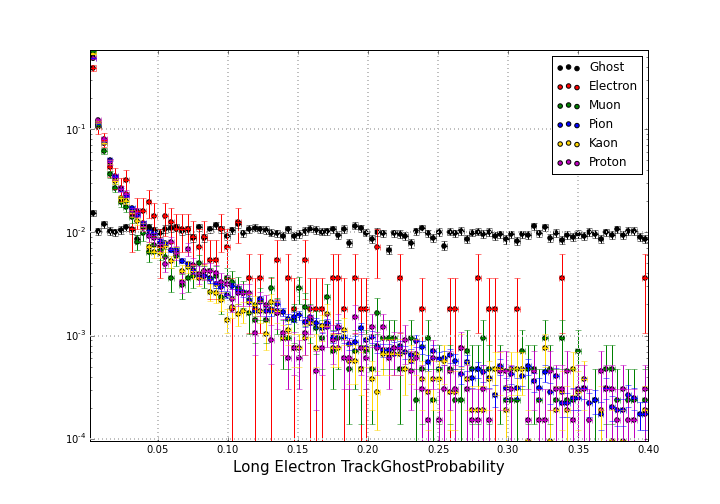 Ghost
Electron
Muon
Pion
Kaon
Proton
10^-1
10^-2
10^-3
10^-4
0.05 0.10 0.15 0.20 0.25 0.30 0.35 0.40
Long Electron TrackGhostProbability